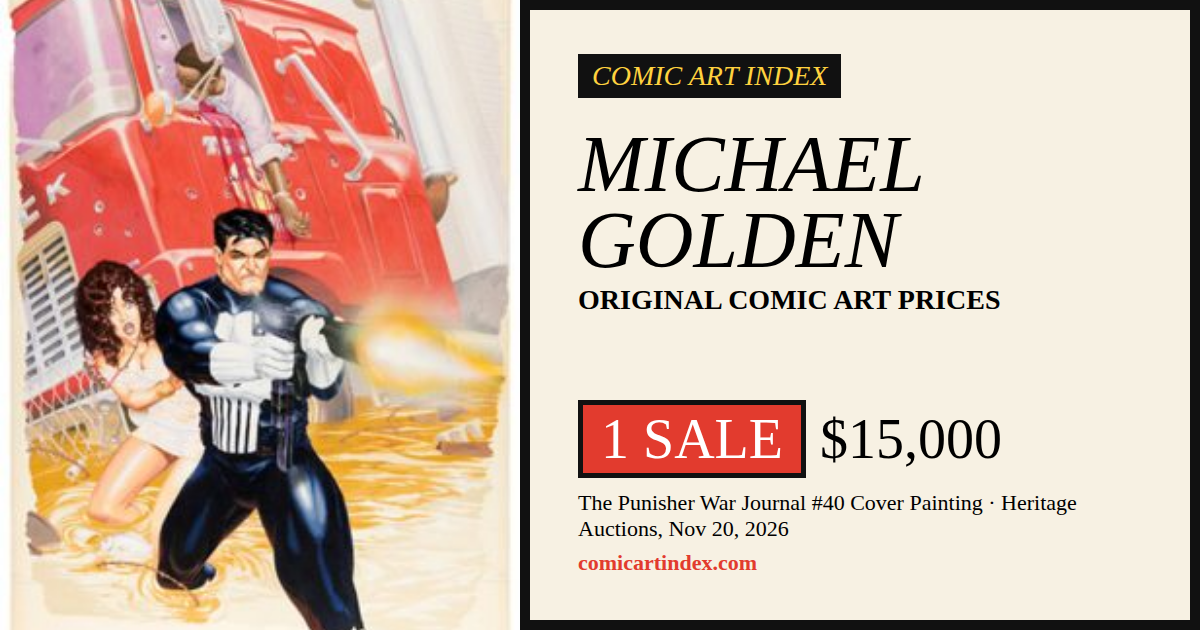 COMIC ART INDEX
MICHAEL
GOLDEN
ORIGINAL COMIC ART PRICES
1 SALE $15,000
The Punisher War Journal #40 Cover Painting · Heritage
Auctions, Nov 20, 2026
comicartindex.com